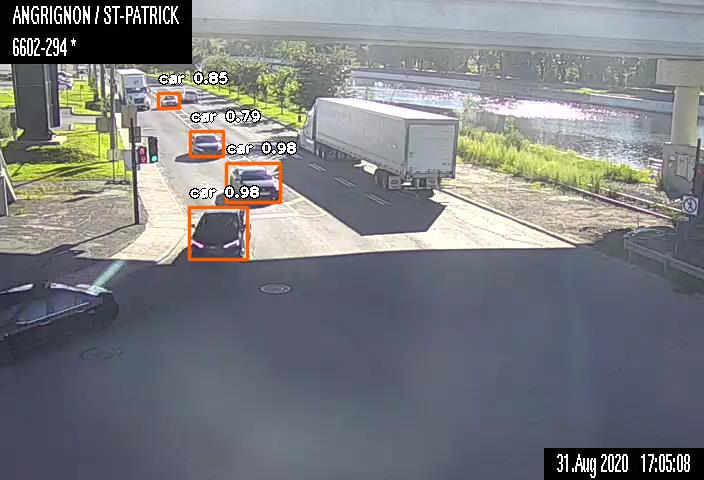 ANGRIGNON / ST-PATRICK
6602-294 *
car 0.85
car 0.79
car 0.98
car 0.98
31.Aug 2020 17:05:08